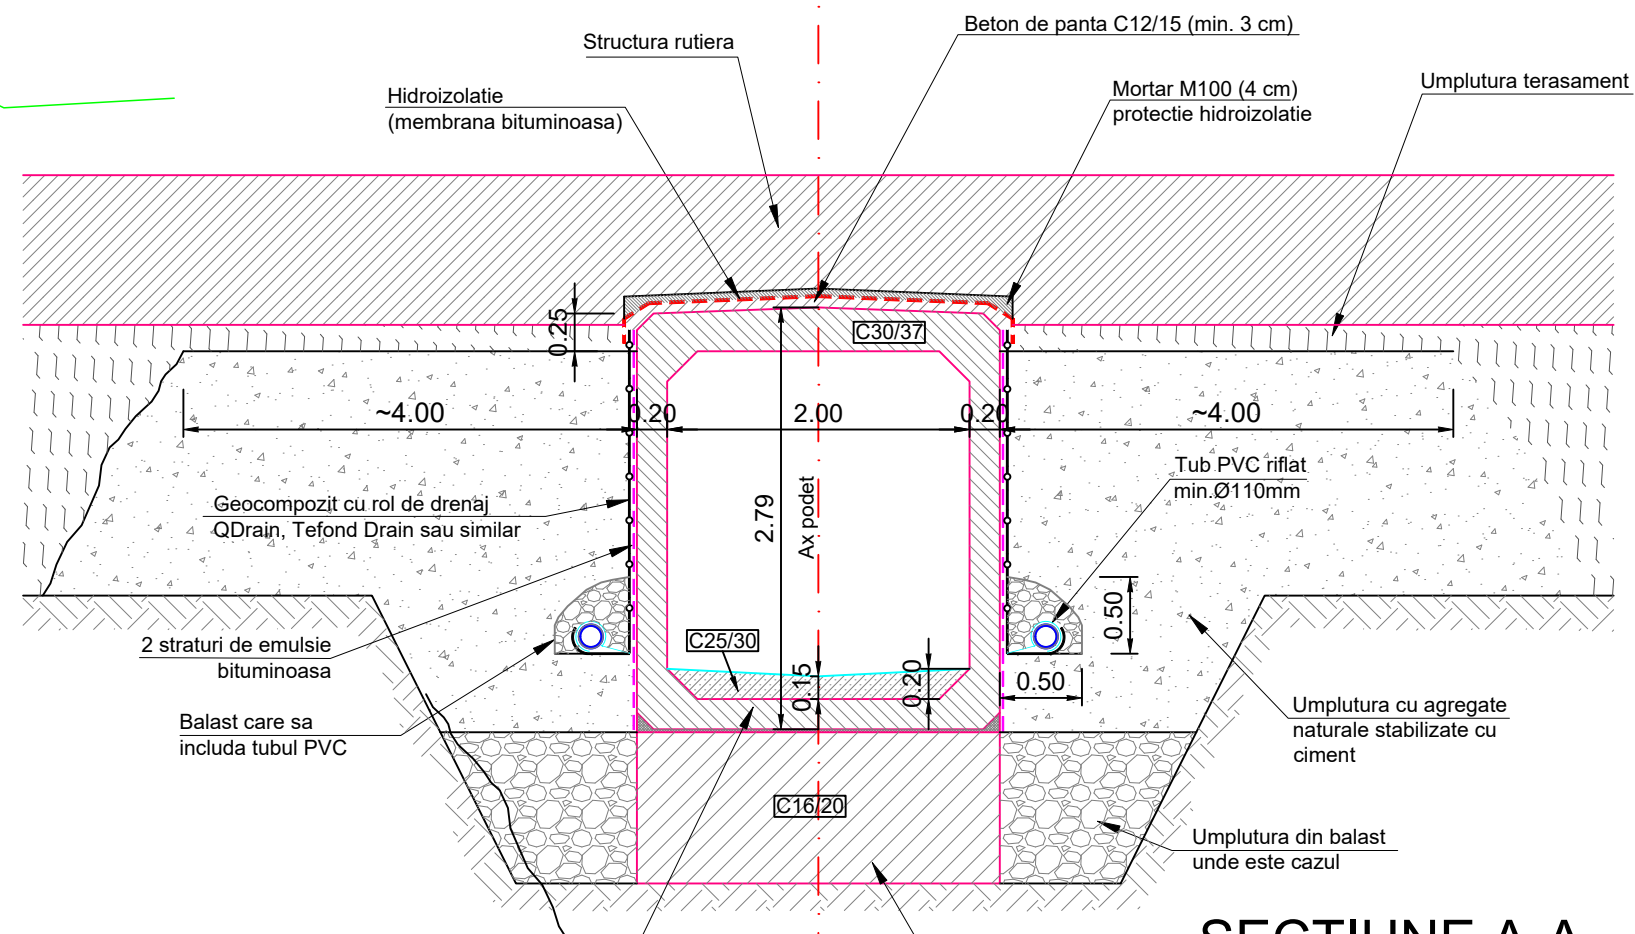 Beton de panta C12/15 (min. 3 cm)
Structura rutiera
Umplutura terasament
Hidroizolatie
(membrana bituminoasa)
Mortar M100 (4 cm)
protectie hidroizolatie
0.25
C30/37
~4.00
0.20
2.00
0.20
~4.00
Tub PVC riflat
min.Ø110mm
Geocompozit cu rol de drenaj
QDrain, Tefond Drain sau similar
2.79
Ax podet
0.50
2 straturi de emulsie
bituminoasa
C25/30
0.15
0.20
0.50
Balast care sa
includa tubul PVC
Umplutura cu agregate
naturale stabilizate cu
ciment
C16/20
Umplutura din balast
unde este cazul
SECTIUNE A-A